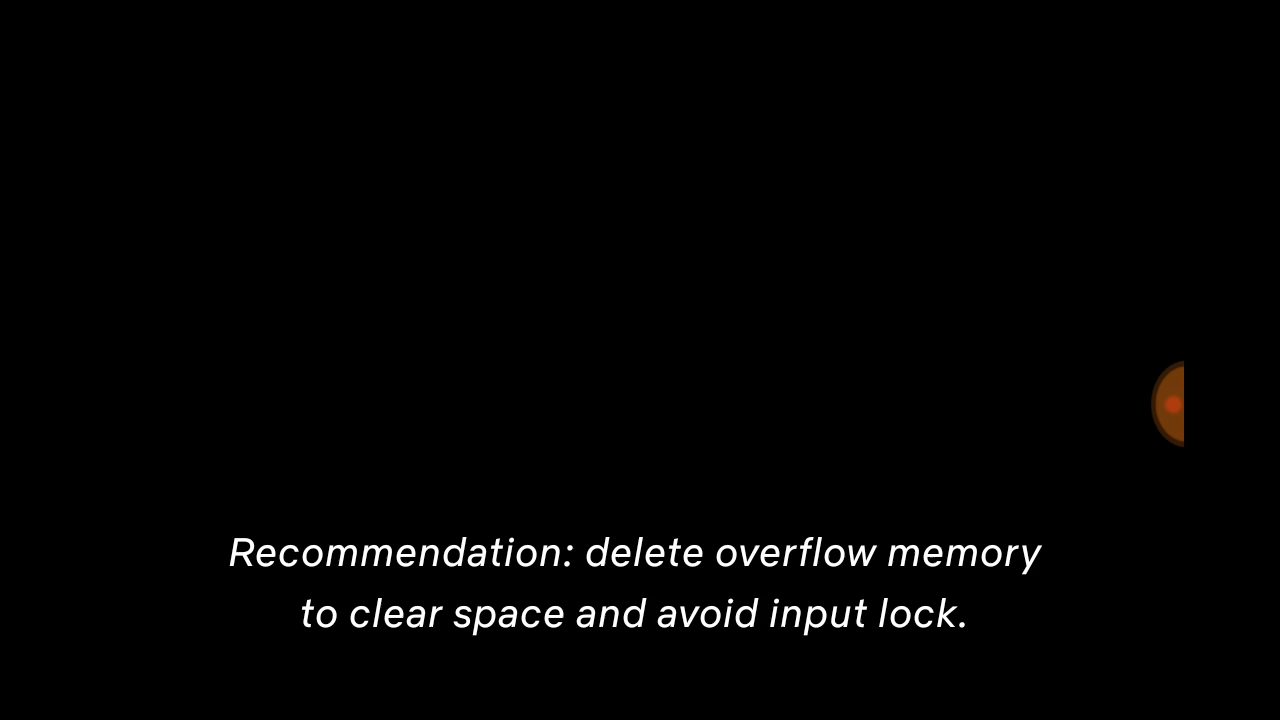 Recommendation: delete overflow memory
to clear space and avoid input lock.